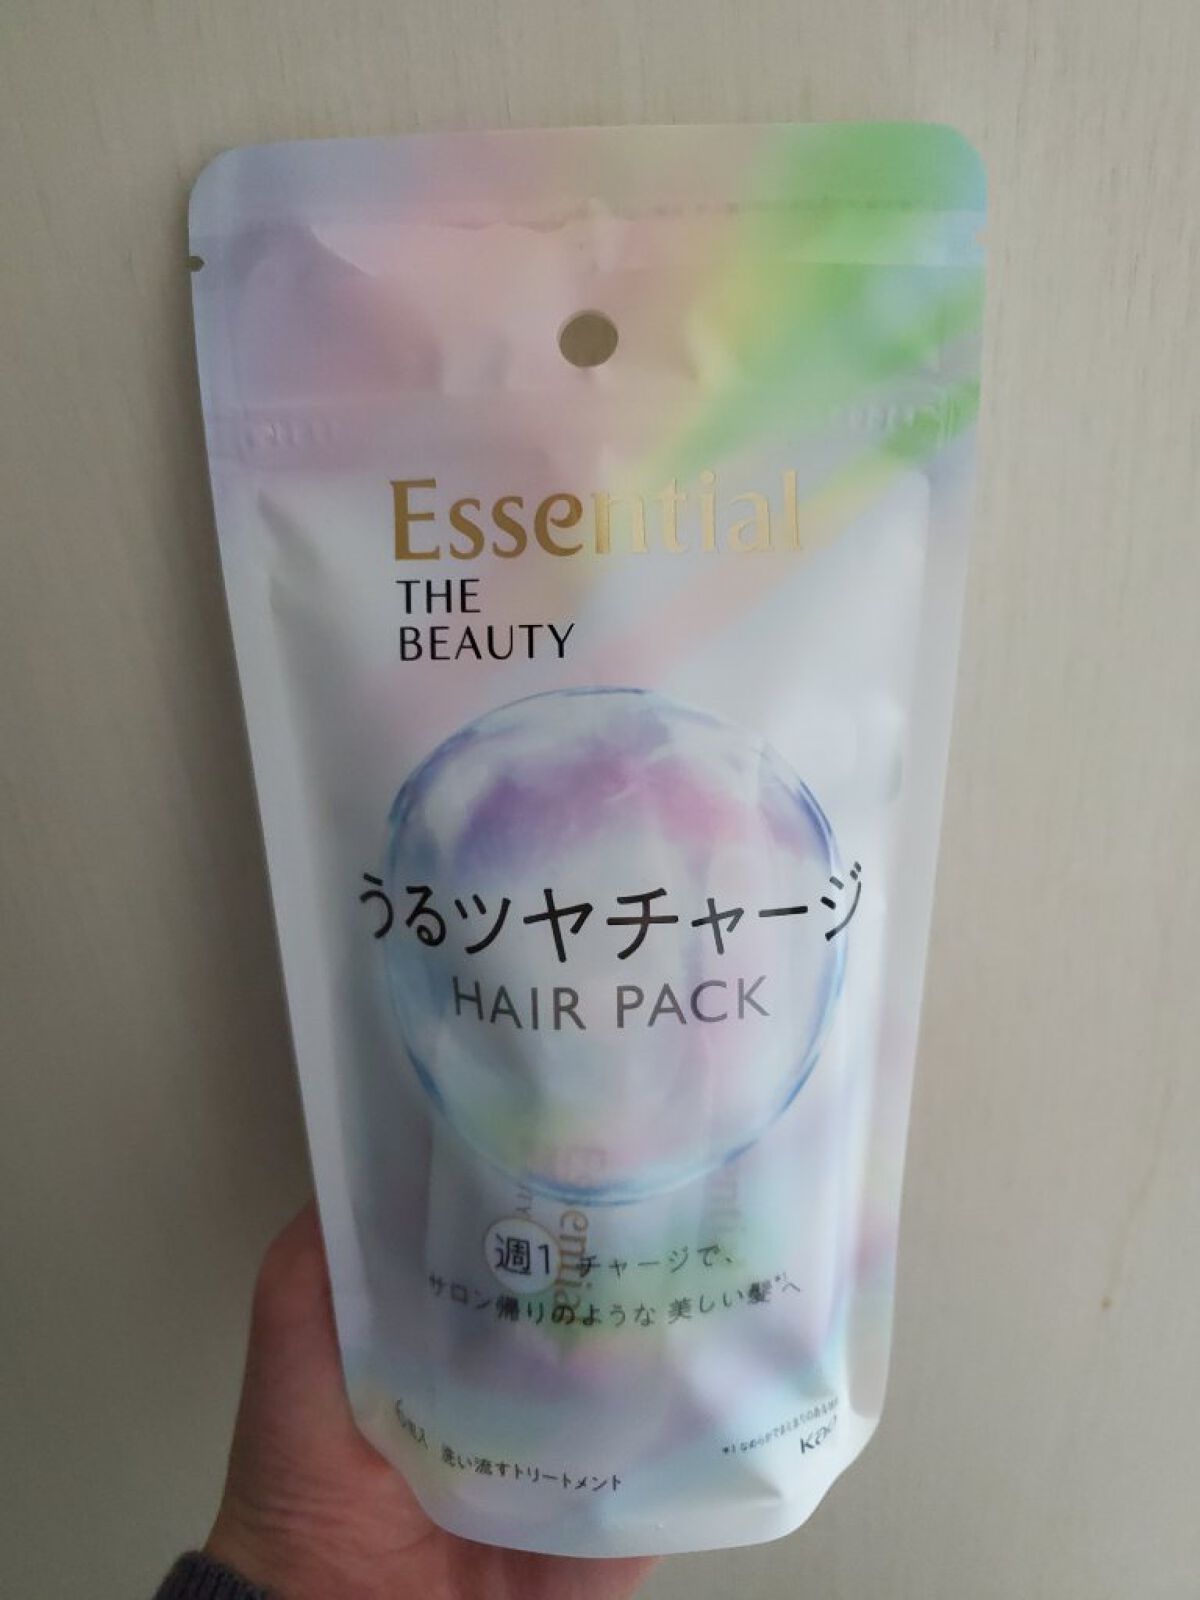 Essential
THE
BEAUTY
うるツヤチャージ
HAIR PACK
週1 チャージで、
サロン帰りのような 美しい髪*1へ
洗い流すトリートメント
Kao